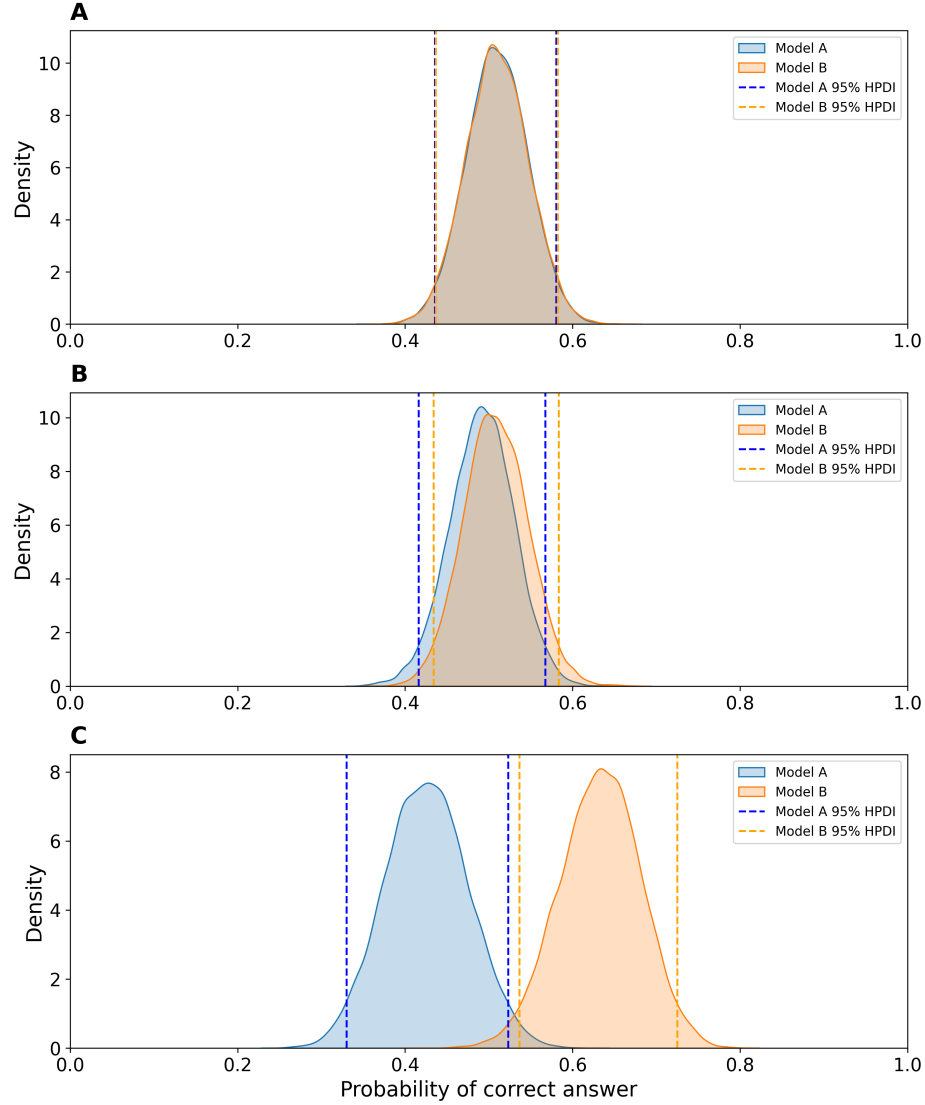 A
Density
10
8
6
4
2
0
0.0 0.2 0.4 0.6 0.8 1.0
Model A
Model B
Model A 95% HPDI
Model B 95% HPDI
B
Density
10
8
6
4
2
0
0.0 0.2 0.4 0.6 0.8 1.0
Model A
Model B
Model A 95% HPDI
Model B 95% HPDI
C
Density
8
6
4
2
0
0.0 0.2 0.4 0.6 0.8 1.0
Model A
Model B
Model A 95% HPDI
Model B 95% HPDI
Probability of correct answer